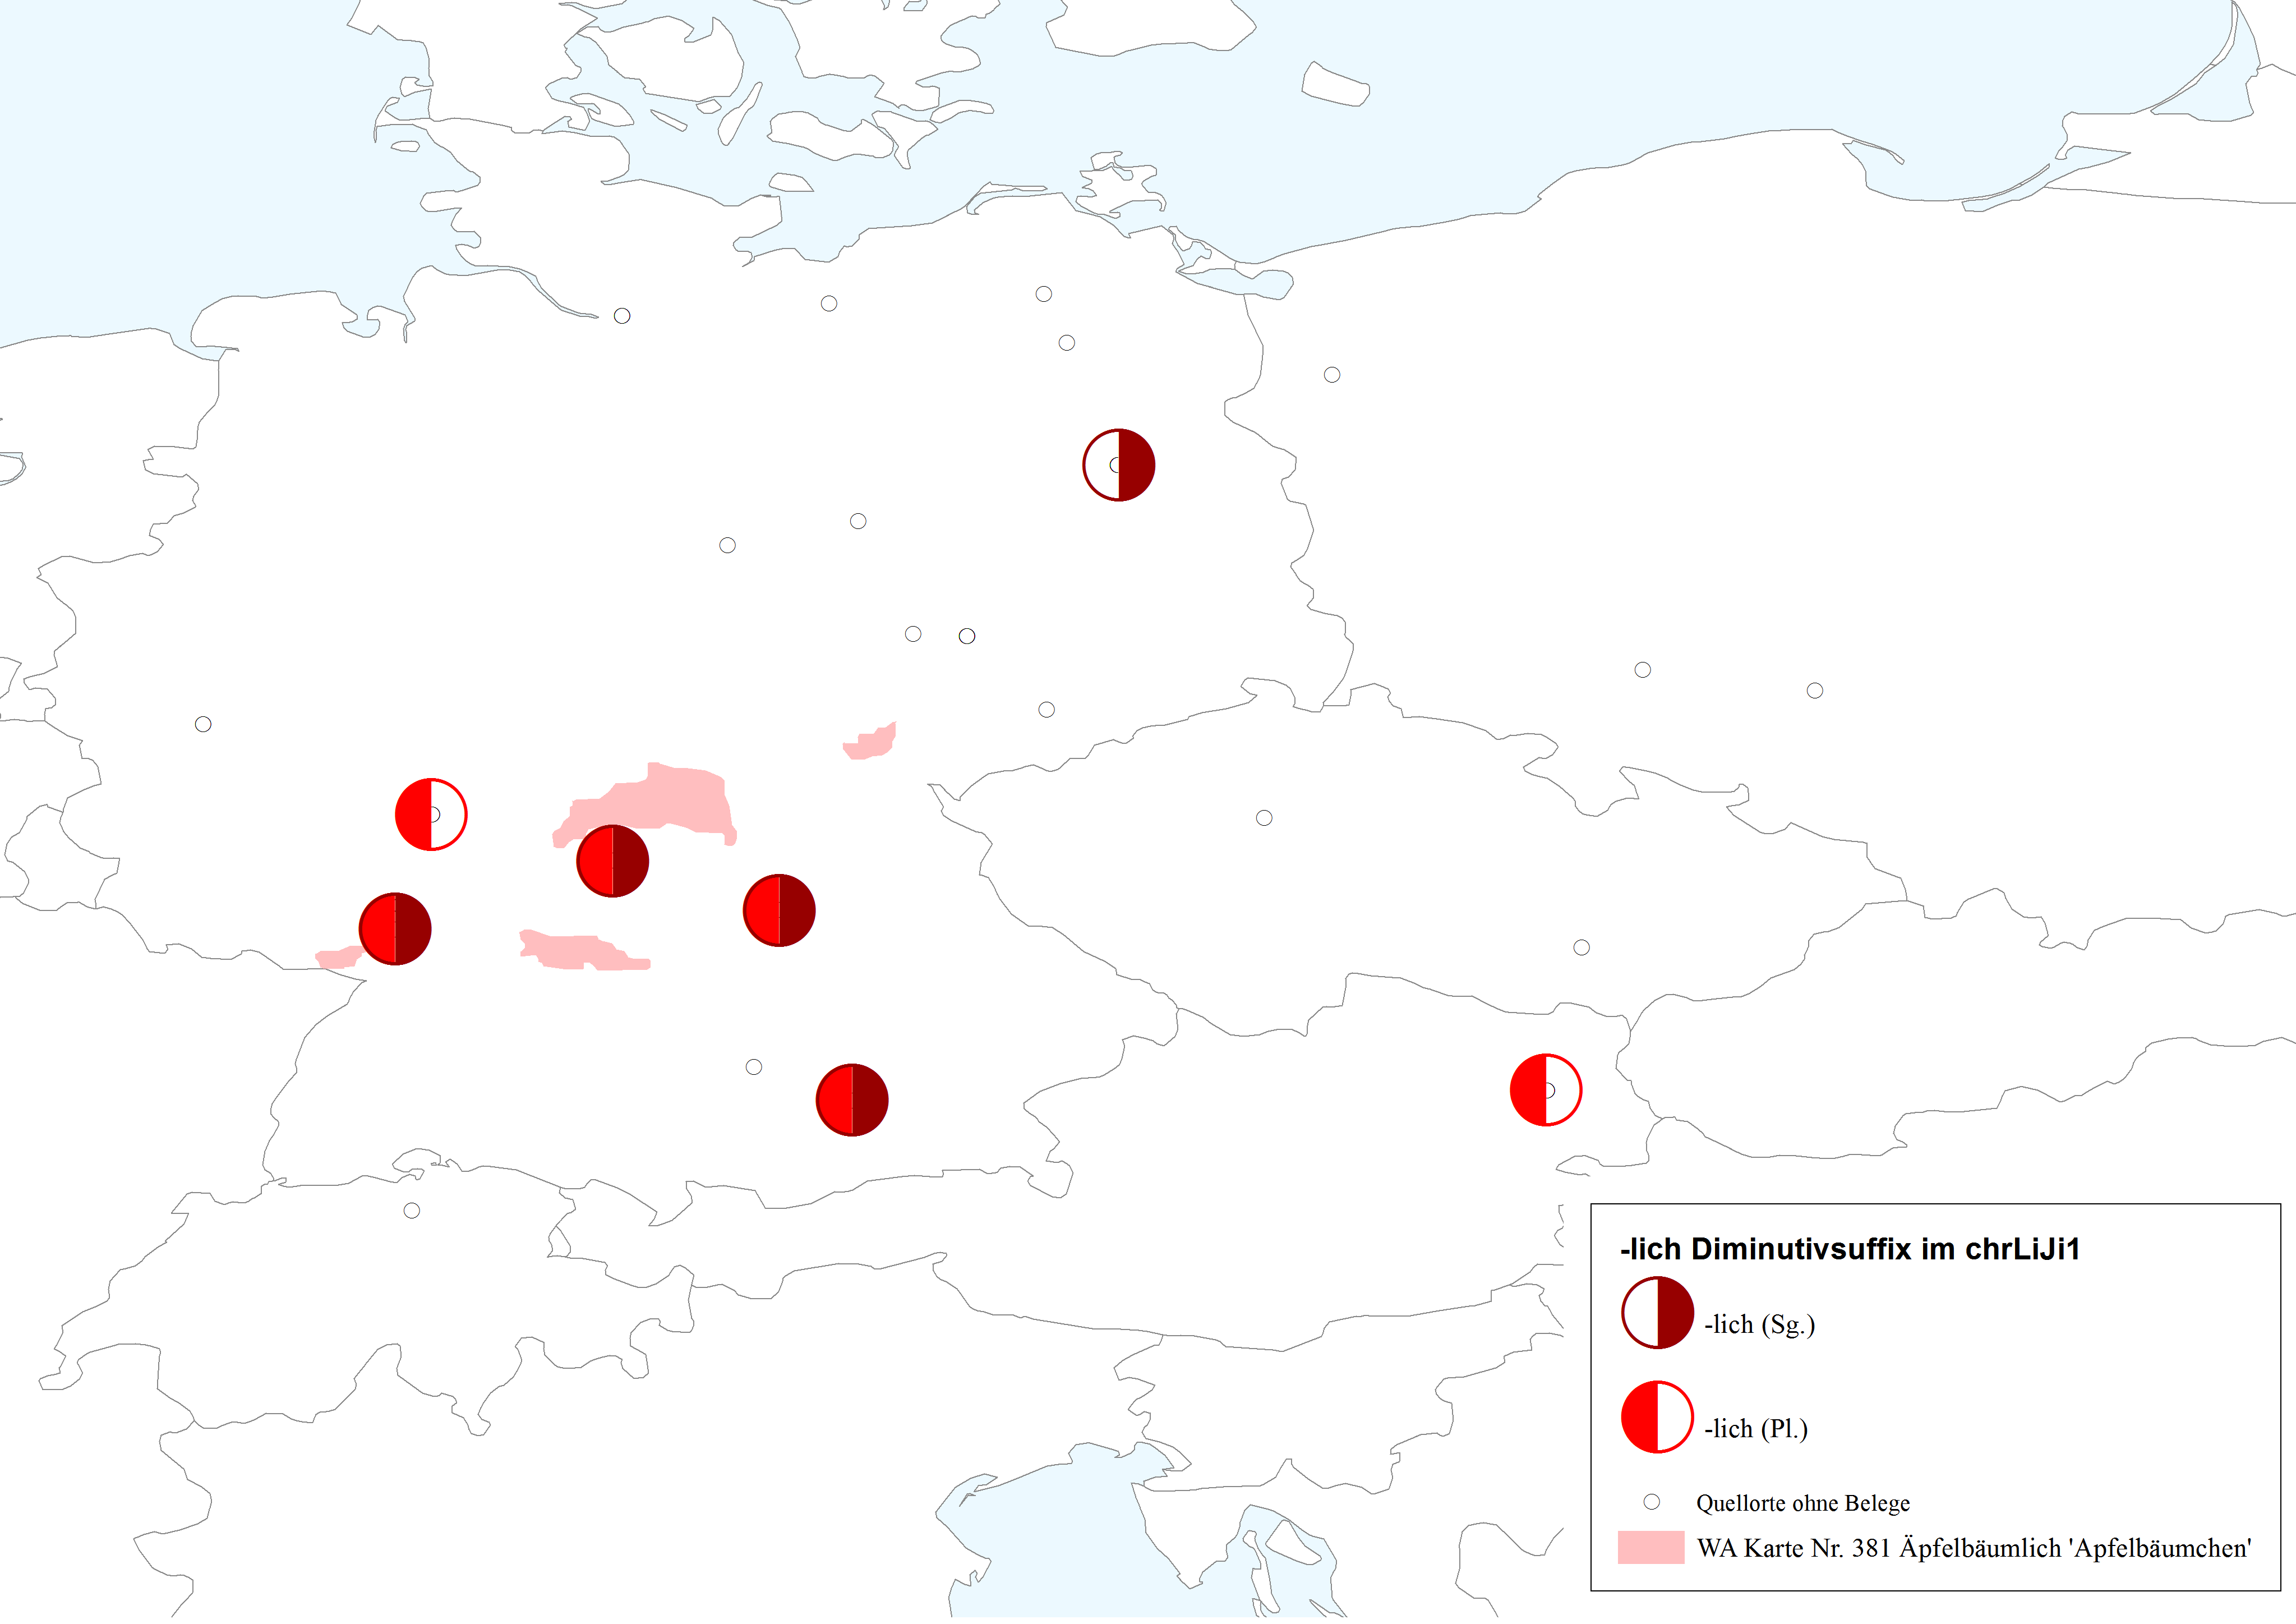 -lich Diminutivsuffix im chrLiJi1
-lich (Sg.)
-lich (Pl.)
Quellorte ohne Belege
WA Karte Nr. 381 Äpfelbäumlich 'Apfelbäumchen'